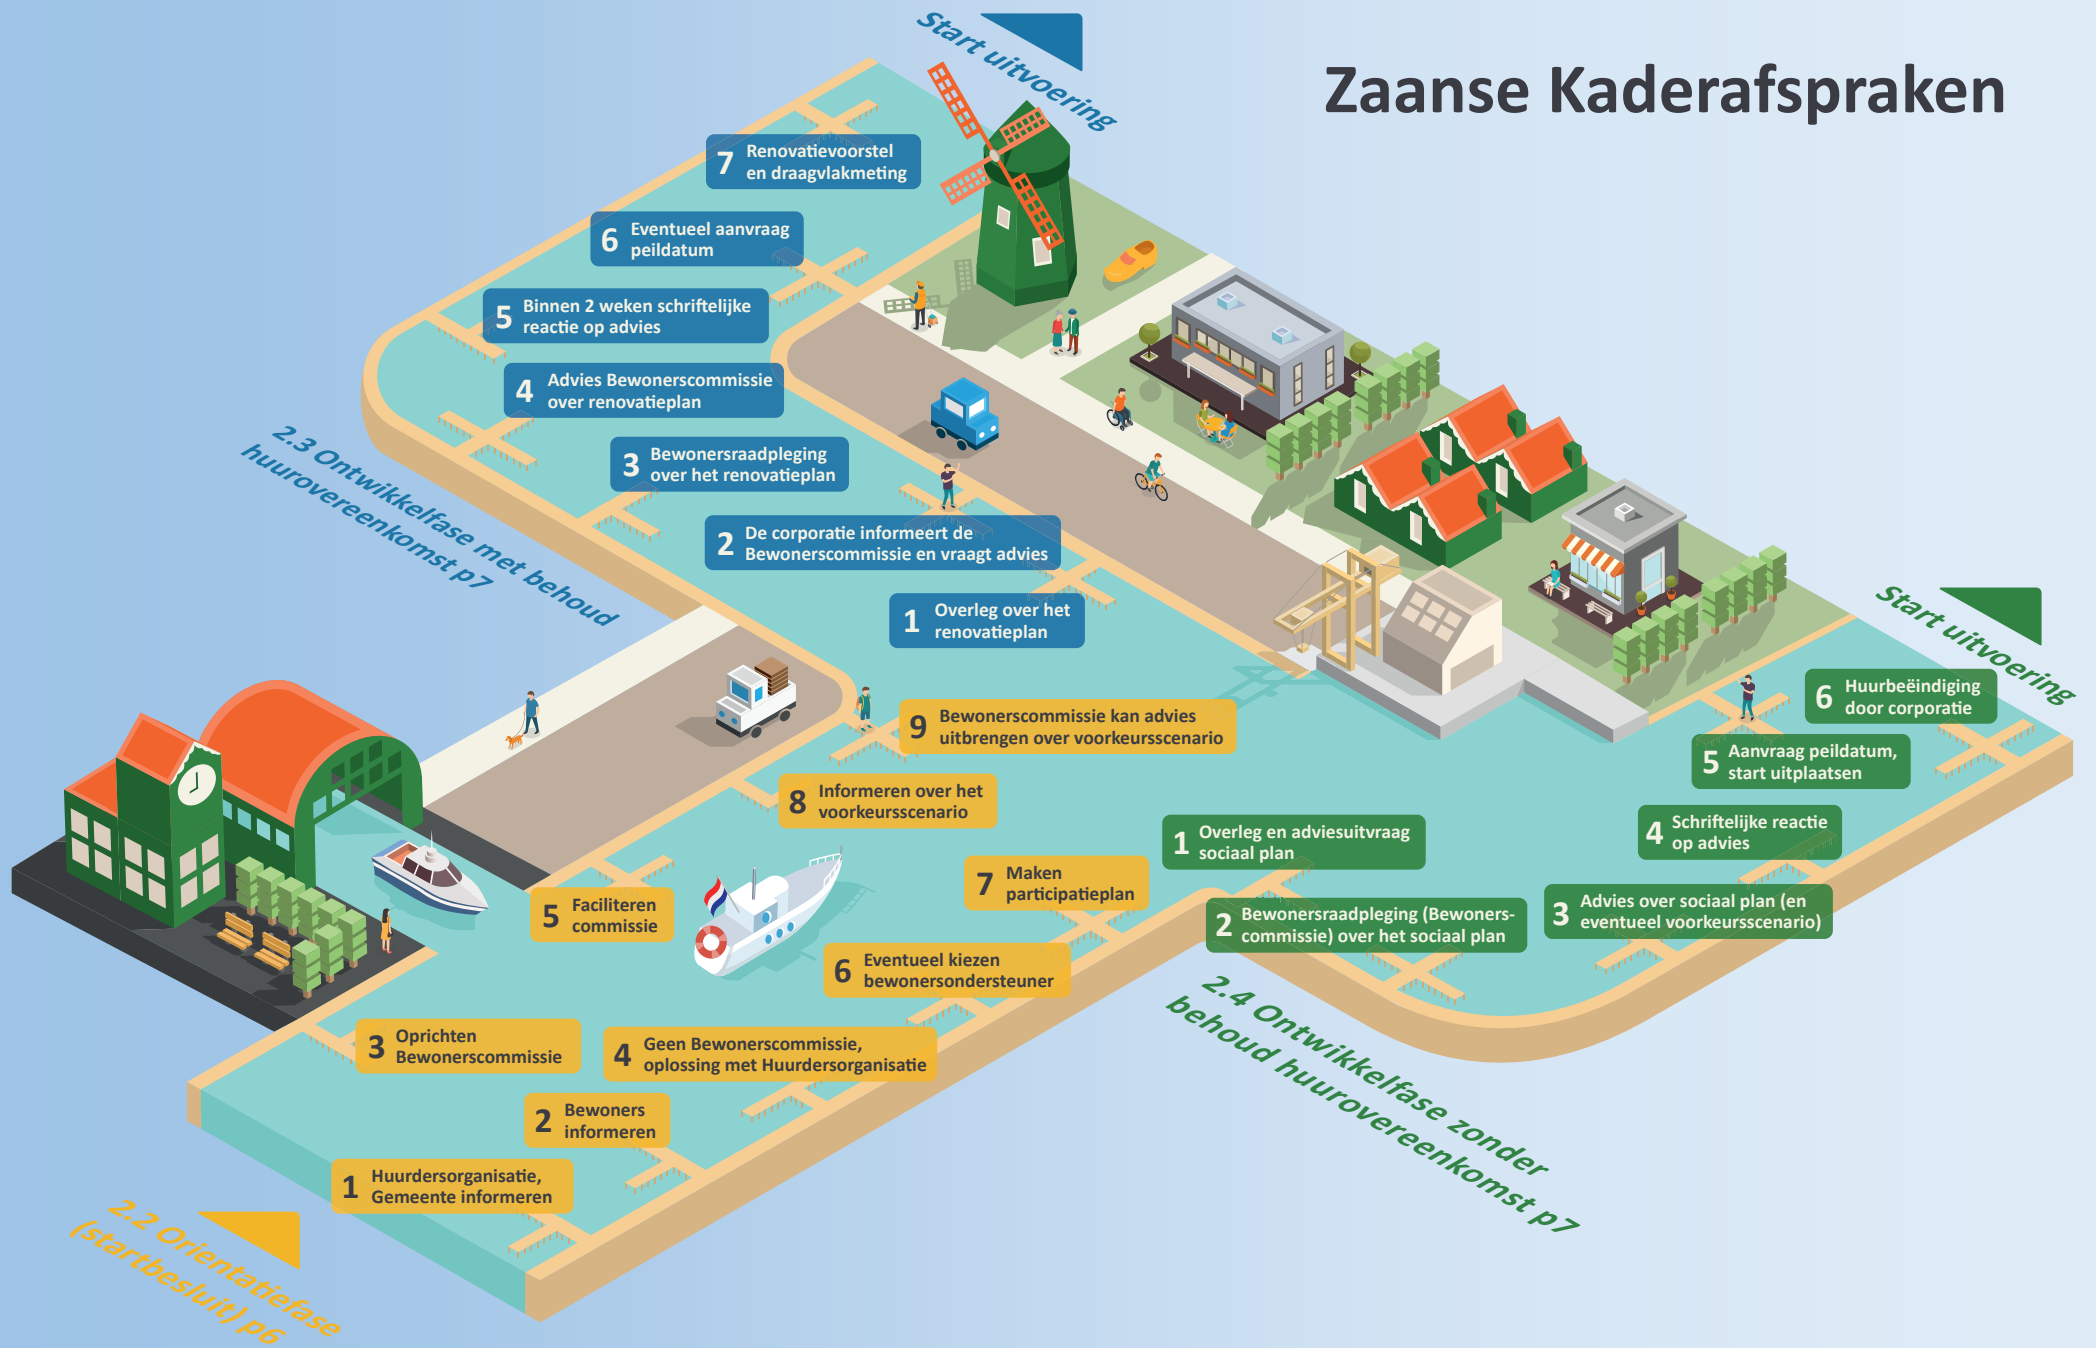 Zaanse Kaderafspraken
2.2 Orientatiefase
(startbesluit) p6
1 Huurdersorganisatie,
Gemeente informeren
2 Bewoners
informeren
3 Oprichten
Bewonerscommissie
4 Geen Bewonerscommissie,
oplossing met Huurdersorganisatie
5 Faciliteren
commissie
6 Eventueel kiezen
bewonersondersteuner
7 Maken
participatieplan
8 Informeren over het
voorkeursscenario
9 Bewonerscommissie kan advies
uitbrengen over voorkeursscenario
2.3 Ontwikkelfase met behoud
huurovereenkomst p7
1 Overleg over het
renovatieplan
2 De corporatie informeert de
Bewonerscommissie en vraagt advies
3 Bewonersraadpleging
over het renovatieplan
4 Advies Bewonerscommissie
over renovatieplan
5 Binnen 2 weken schriftelijke
reactie op advies
6 Eventueel aanvraag
peildatum
7 Renovatievoorstel
en draagvlakmeting
Start uitvoering
2.4 Ontwikkelfase zonder
behoud huurovereenkomst p7
1 Overleg en adviesuitvraag
sociaal plan
2 Bewonersraadpleging (Bewoners-
commissie) over het sociaal plan
3 Advies over sociaal plan (en
eventueel voorkeursscenario)
4 Schriftelijke reactie
op advies
5 Aanvraag peildatum,
start uitplaatsen
6 Huurbeëindiging
door corporatie
Start uitvoering